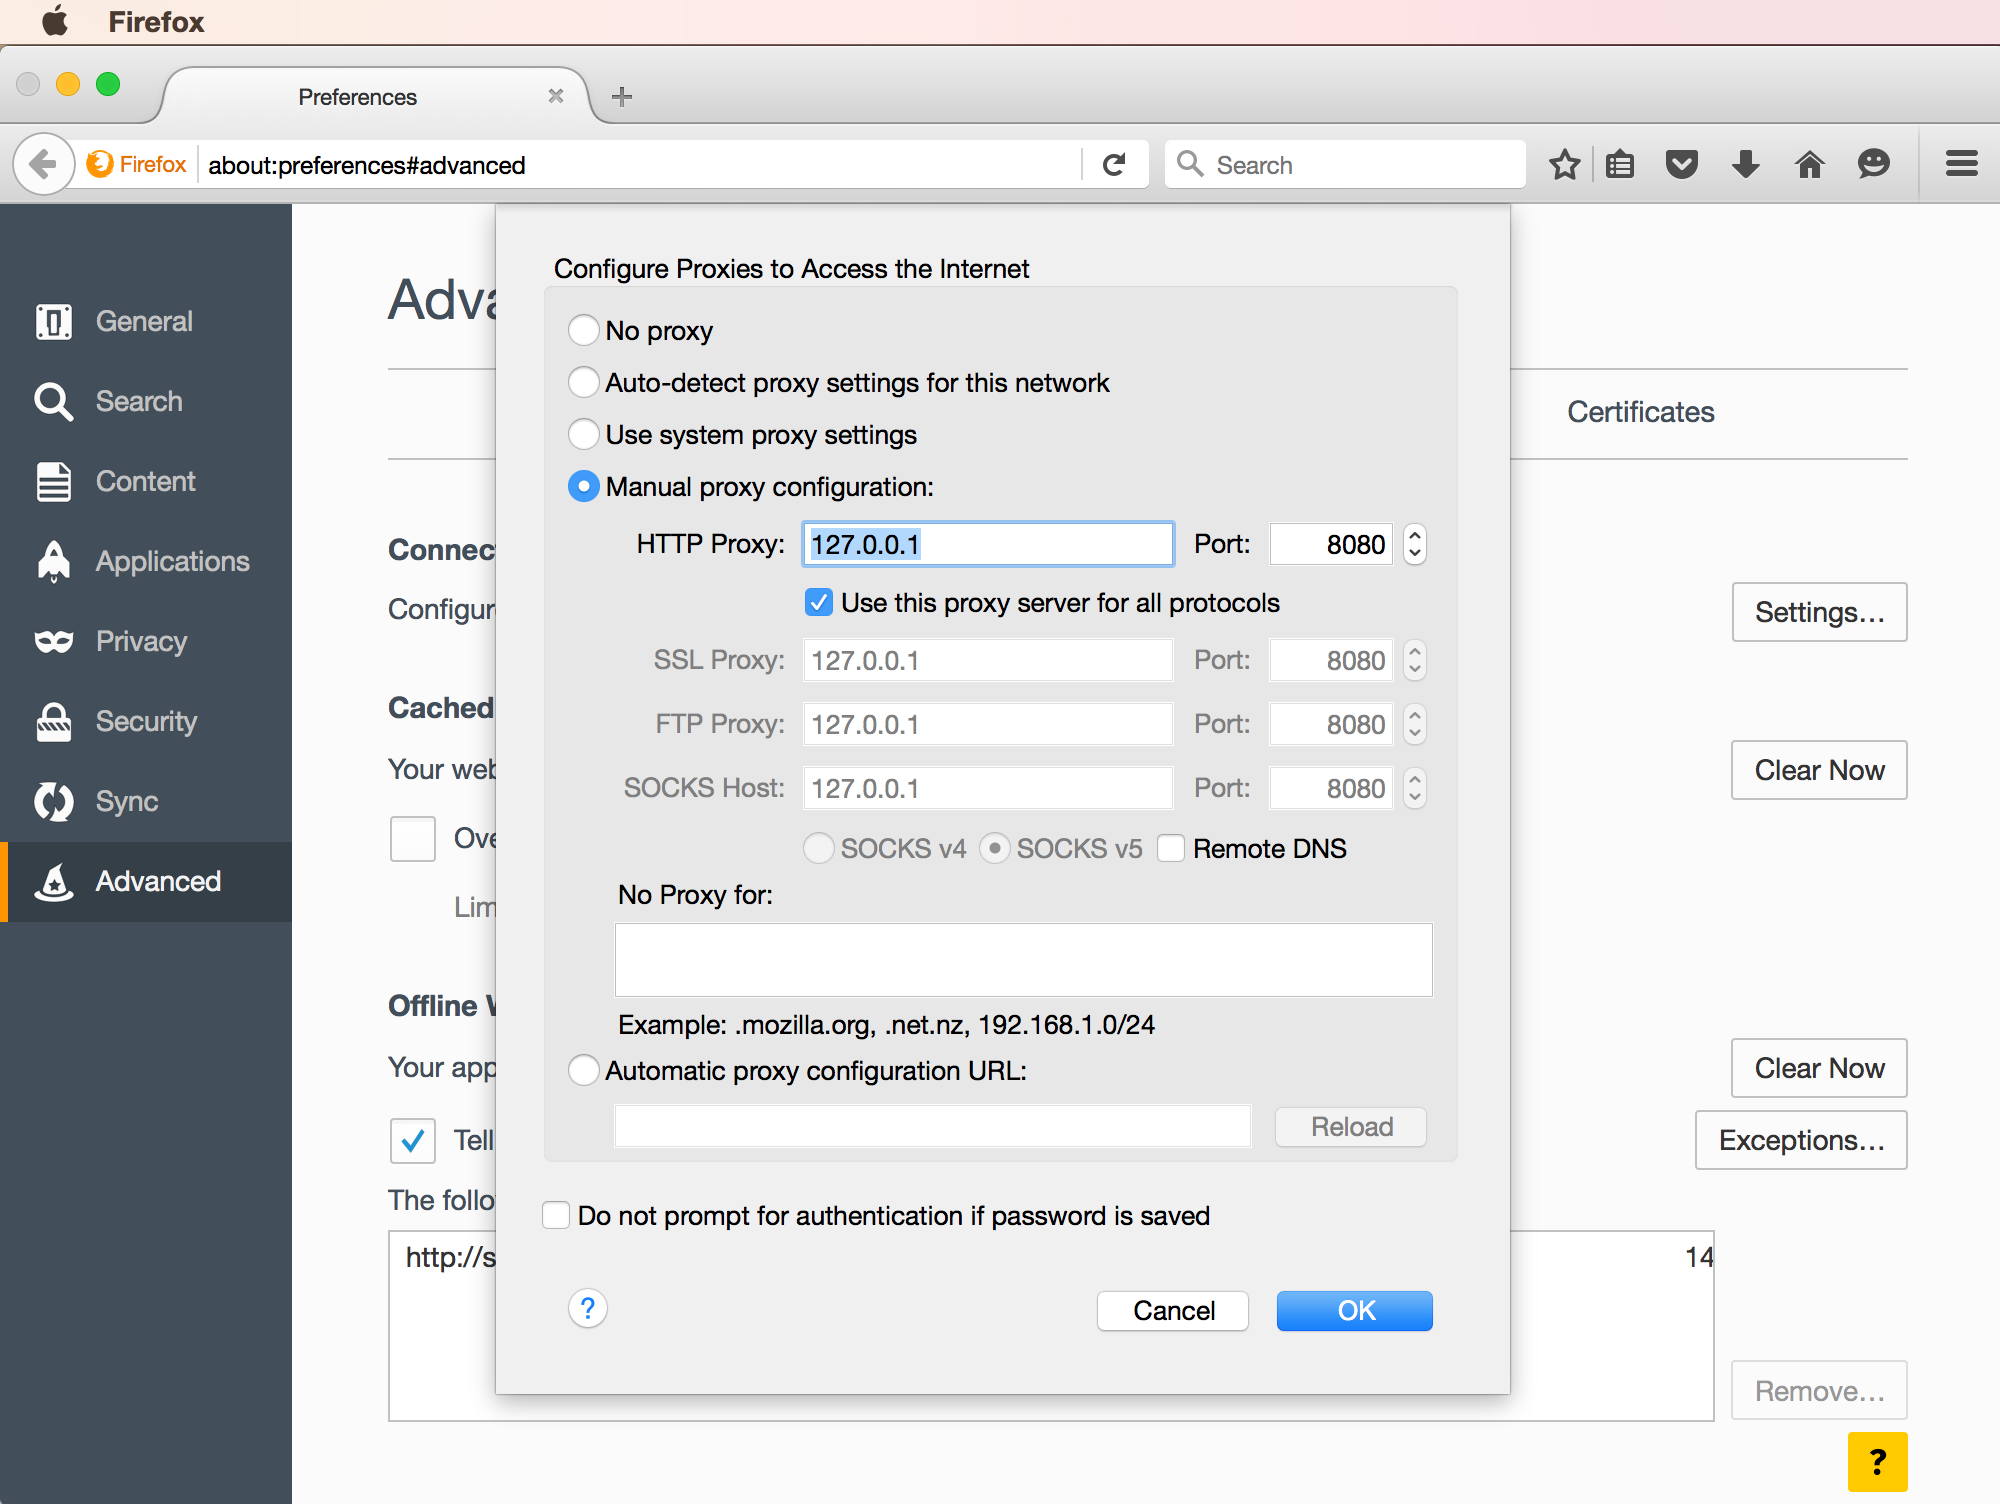 Firefox
Preferences
Firefox
about:preferences#advanced
Search
General
Search
Content
Applications
Privacy
Security
Sync
Advanced
Adva
Certificates
Connec
Configur
Settings...
Cached
Your web
Clear Now
Ove
Lim
Offline W
Your app
Clear Now
Tell
Exceptions...
The follo
http://s
14
Remove...
?
Configure Proxies to Access the Internet
No proxy
Auto-detect proxy settings for this network
Use system proxy settings
Manual proxy configuration:
HTTP Proxy: 127.0.0.1 Port: 8080
Use this proxy server for all protocols
SSL Proxy: 127.0.0.1 Port: 8080
FTP Proxy: 127.0.0.1 Port: 8080
SOCKS Host: 127.0.0.1 Port: 8080
SOCKS v4 SOCKS v5 Remote DNS
No Proxy for:
Example: .mozilla.org, .net.nz, 192.168.1.0/24
Automatic proxy configuration URL:
Reload
Do not prompt for authentication if password is saved
?
Cancel
OK